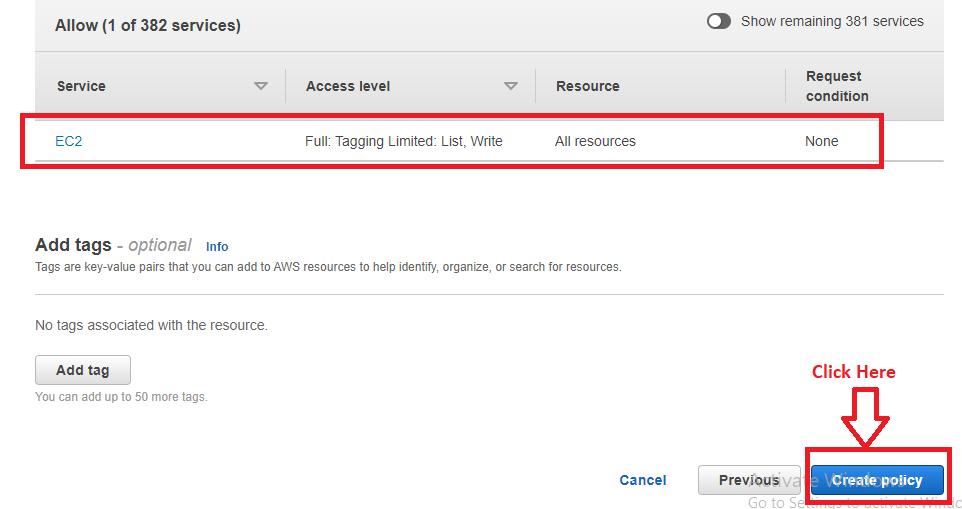 Allow (1 of 382 services)
Show remaining 381 services
Service
Access level
Resource
Request
condition
EC2
Full: Tagging Limited: List, Write
All resources
None
Add tags - optional Info
Tags are key-value pairs that you can add to AWS resources to help identify, organize, or search for resources.
No tags associated with the resource.
Add tag
You can add up to 50 more tags.
Click Here
Cancel
Previous
Create policy
Activate Windows
Go to Settings to activate Windo